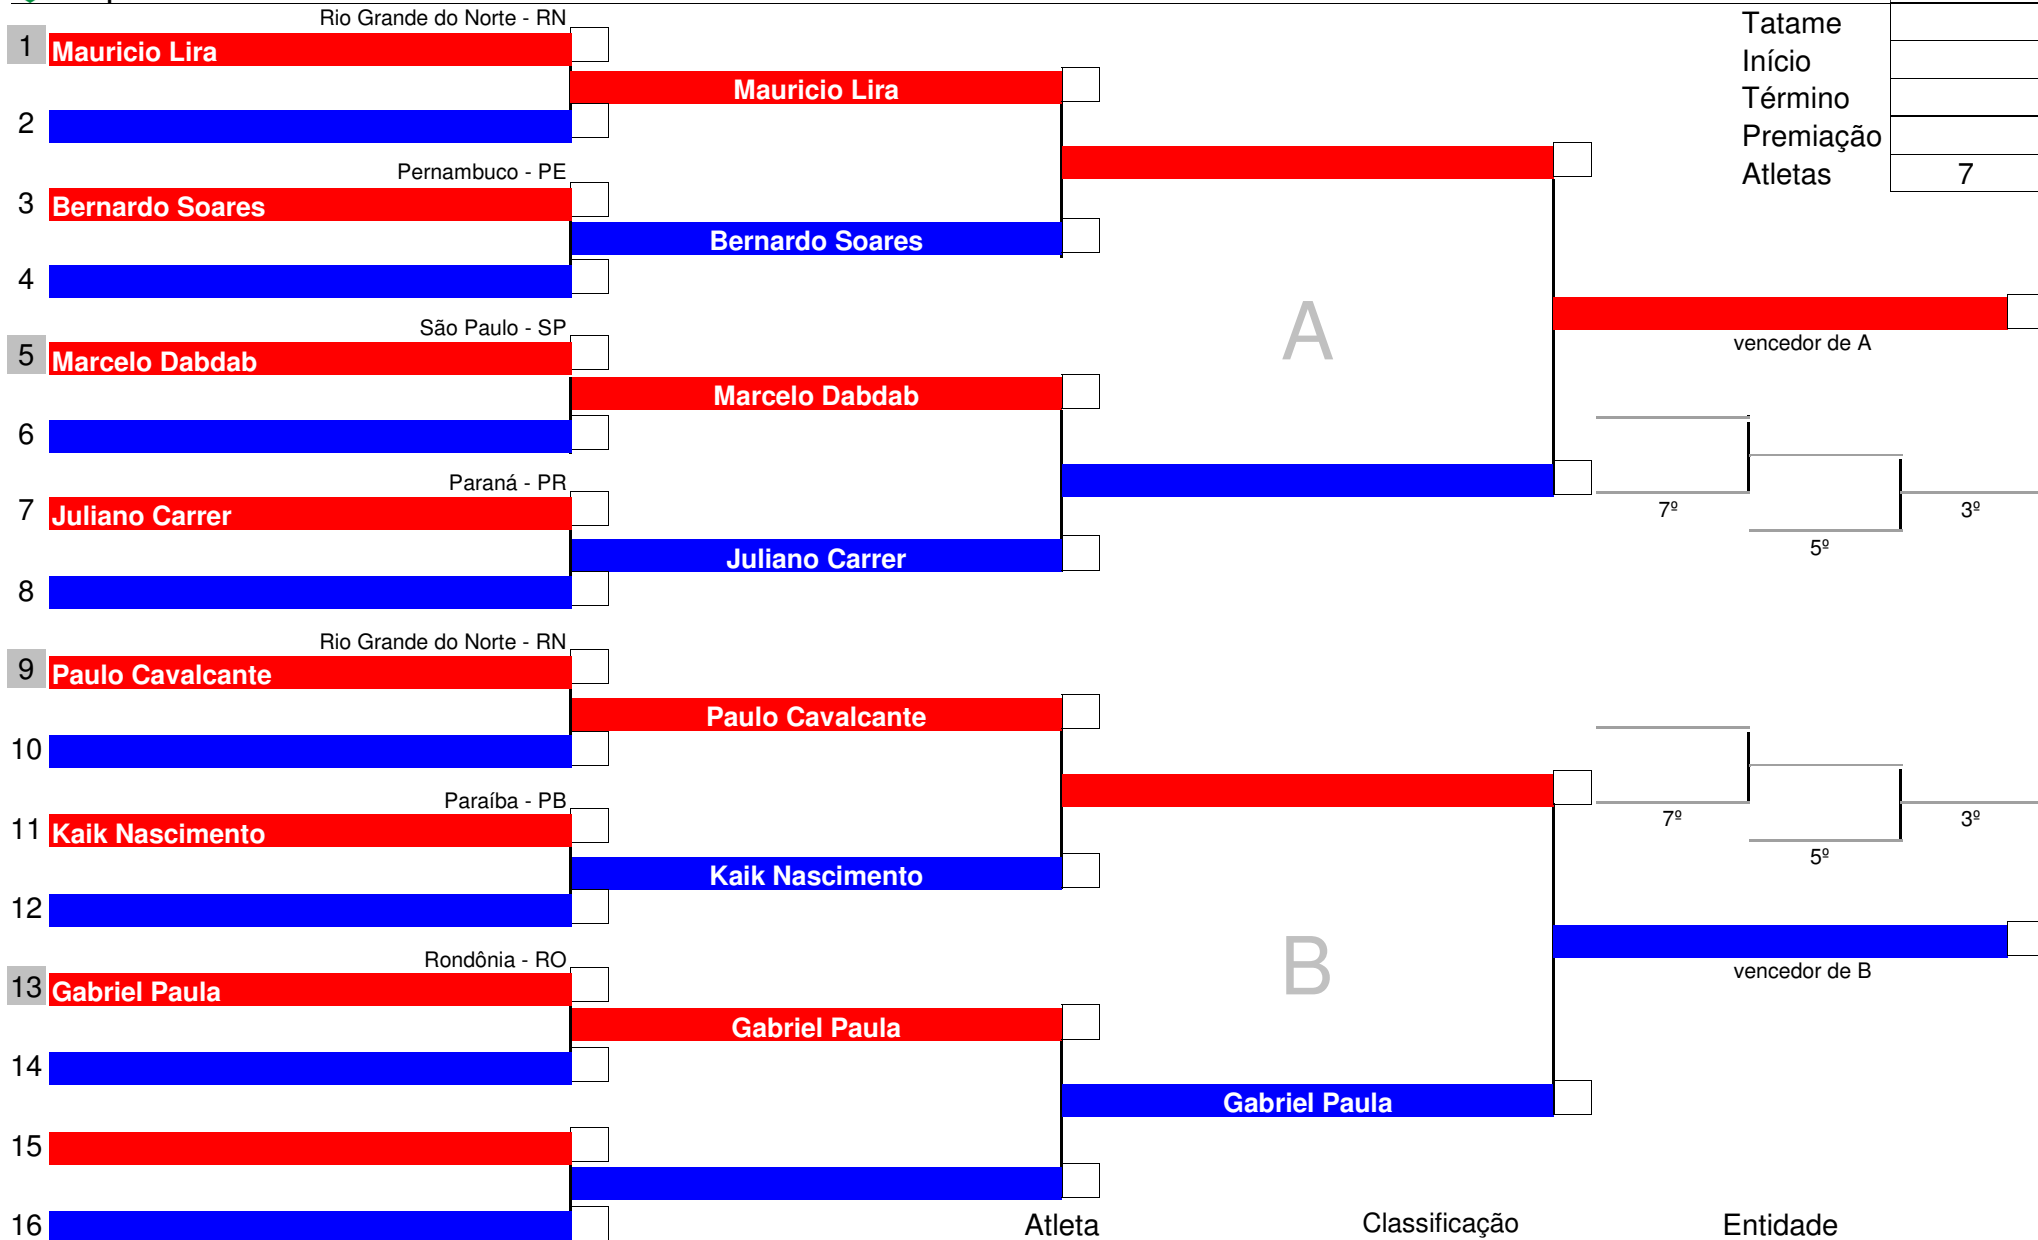 Rio Grande do Norte - RN
Tatame
1 Mauricio Lira
Início
Mauricio Lira
Término
2
Premiação
Pernambuco - PE
Atletas 7
3 Bernardo Soares
Bernardo Soares
4
São Paulo - SP
A
vencedor de A
5 Marcelo Dabdab
Marcelo Dabdab
6
Paraná - PR
7 Juliano Carrer
7º 3º
5º
Juliano Carrer
8
Rio Grande do Norte - RN
9 Paulo Cavalcante
Paulo Cavalcante
10
Paraíba - PB
7º 3º
11 Kaik Nascimento
5º
Kaik Nascimento
12
Rondônia - RO
B
vencedor de B
13 Gabriel Paula
Gabriel Paula
14
Gabriel Paula
15
16
Atleta Classificação Entidade